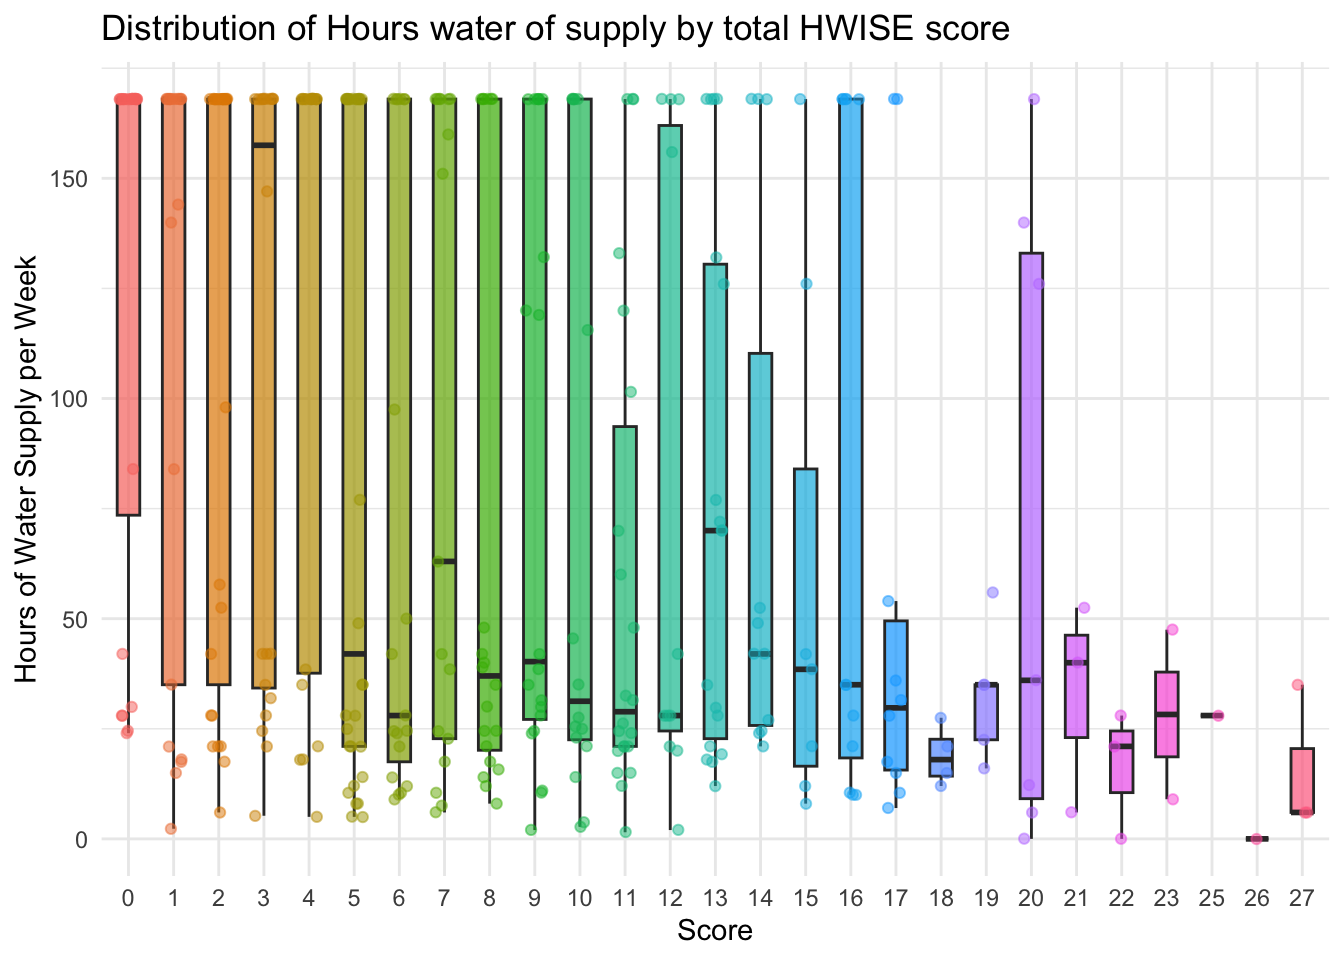 Distribution of Hours water of supply by total HWISE score
Hours of Water Supply per Week
150
100
50
0
0 1 2 3 4 5 6 7 8 9 10 11 12 13 14 15 16 17 18 19 20 21 22 23 25 26 27
Score